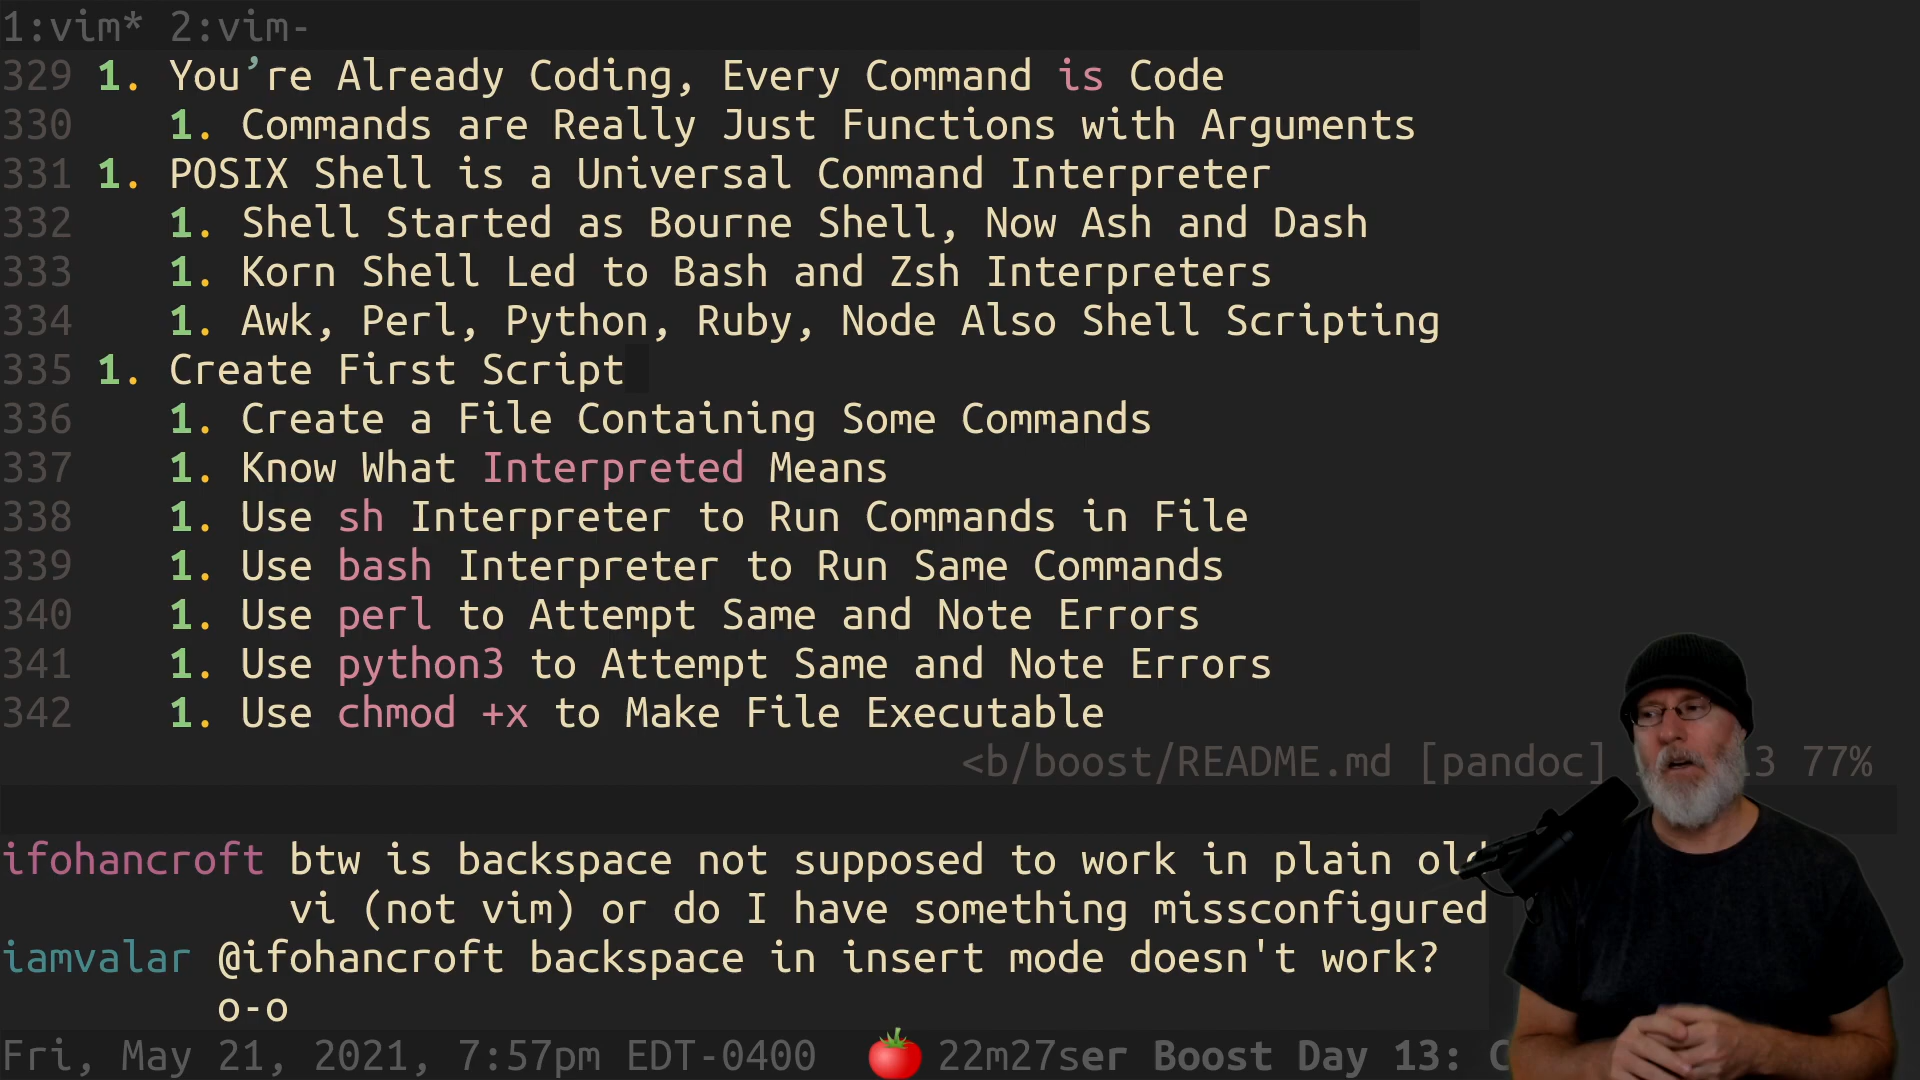 1:vim* 2:vim-
329 1. You’re Already Coding, Every Command is Code
330 1. Commands are Really Just Functions with Arguments
331 1. POSIX Shell is a Universal Command Interpreter
332 1. Shell Started as Bourne Shell, Now Ash and Dash
333 1. Korn Shell Led to Bash and Zsh Interpreters
334 1. Awk, Perl, Python, Ruby, Node Also Shell Scripting
335 1. Create First Script
336 1. Create a File Containing Some Commands
337 1. Know What Interpreted Means
338 1. Use sh Interpreter to Run Commands in File
339 1. Use bash Interpreter to Run Same Commands
340 1. Use perl to Attempt Same and Note Errors
341 1. Use python3 to Attempt Same and Note Errors
342 1. Use chmod +x to Make File Executable
<b/boost/README.md [pandoc] 77%
ifohancroft btw is backspace not supposed to work in plain old
vi (not vim) or do I have something missconfigured
iamvalar @ifohancroft backspace in insert mode doesn't work?
o-o
Fri, May 21, 2021, 7:57pm EDT-0400 22m27ser Boost Day 13: